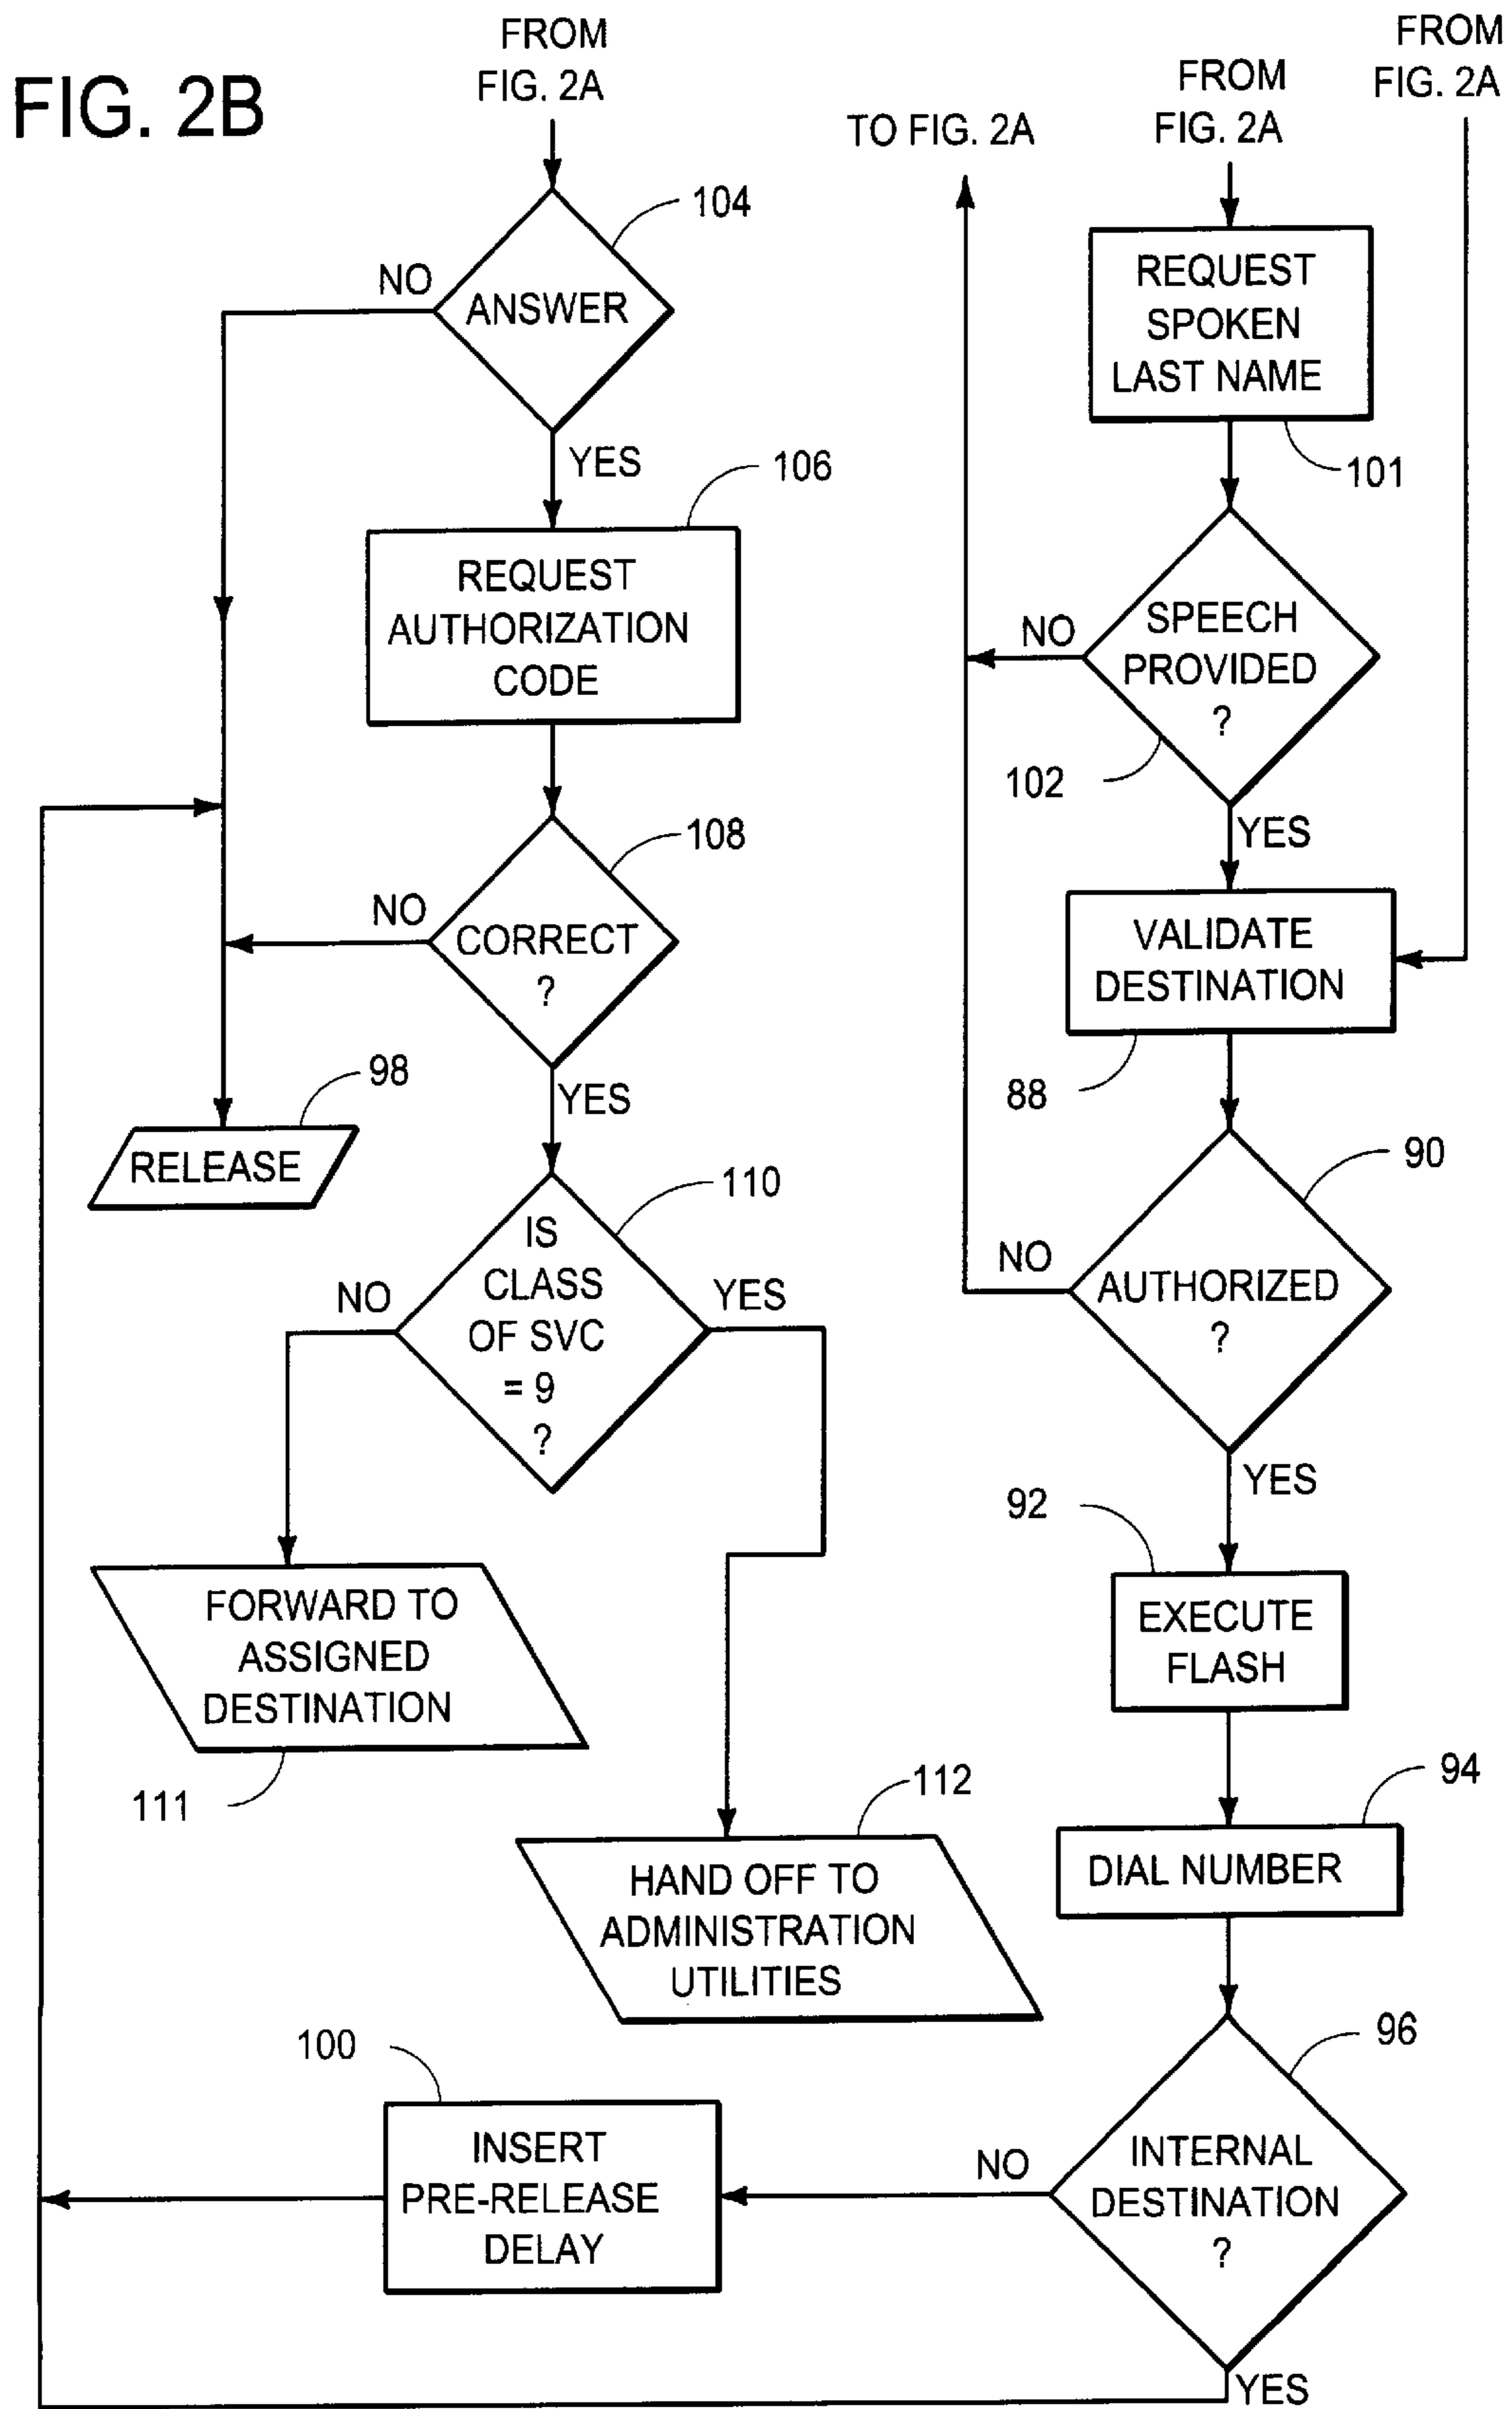 FIG. 2B
FROM
FIG. 2A
104
ANSWER
NO
YES
106
REQUEST
AUTHORIZATION
CODE
108
NO
CORRECT
?
YES
98
RELEASE
110
IS
CLASS
OF SVC
= 9
?
NO
YES
FORWARD TO
ASSIGNED
DESTINATION
111
112
HAND OFF TO
ADMINISTRATION
UTILITIES
TO FIG. 2A
FROM
FIG. 2A
FROM
FIG. 2A
REQUEST
SPOKEN
LAST NAME
101
SPEECH
PROVIDED
?
NO
102
YES
VALIDATE
DESTINATION
88
90
NO
AUTHORIZED
?
YES
92
EXECUTE
FLASH
94
DIAL NUMBER
96
INTERNAL
DESTINATION
?
NO
YES
100
INSERT
PRE-RELEASE
DELAY